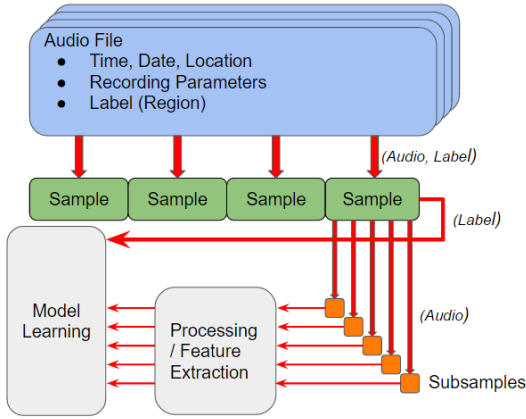 Audio File
● Time, Date, Location
● Recording Parameters
● Label (Region)
(Audio, Label)
Sample Sample Sample Sample
(Label)
Model
Learning
Processing
/ Feature
Extraction
(Audio)
Subsamples